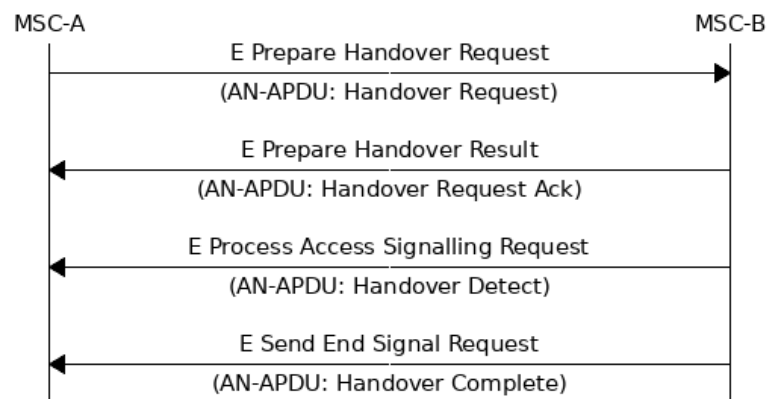 MSC-A MSC-B
E Prepare Handover Request
(AN-APDU: Handover Request)
E Prepare Handover Result
(AN-APDU: Handover Request Ack)
E Process Access Signalling Request
(AN-APDU: Handover Detect)
E Send End Signal Request
(AN-APDU: Handover Complete)